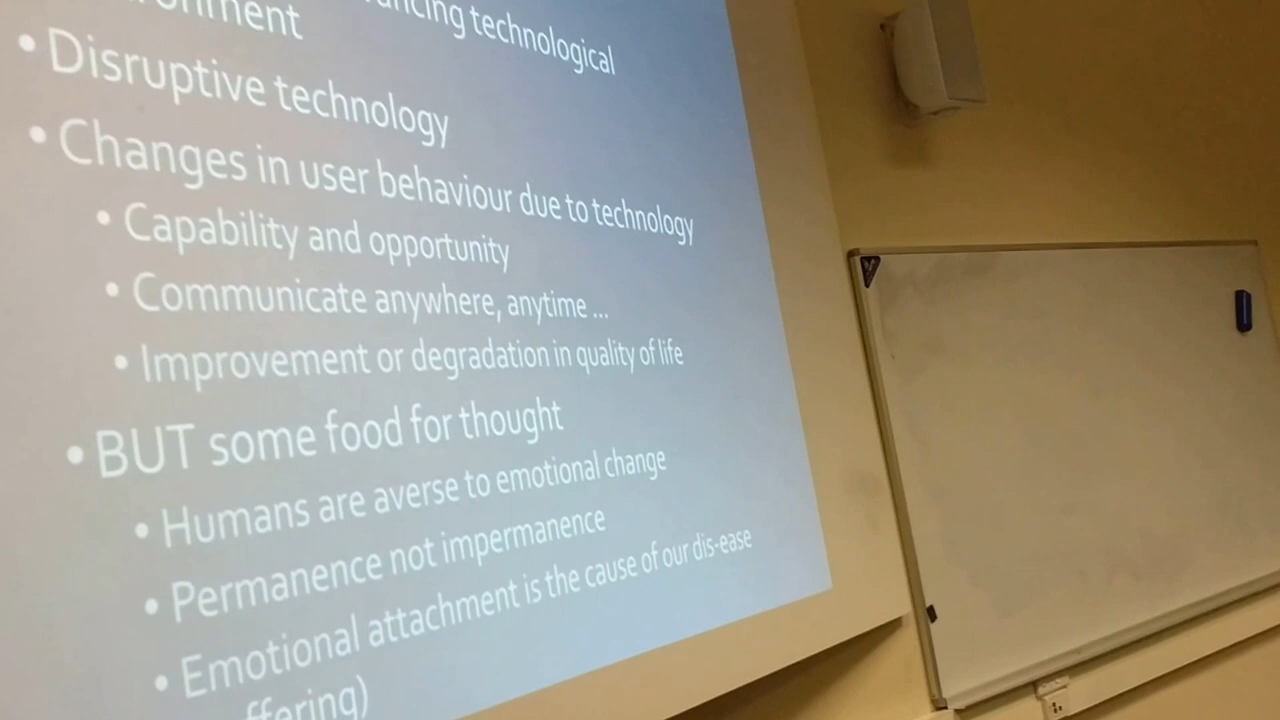 technological
• Disruptive technology
• Changes in user behaviour due to technology
• Capability and opportunity
• Communicate anywhere, anytime ...
• Improvement or degradation in quality of life
• BUT some food for thought
• Humans are averse to emotional change
• Permanence not impermanence
• Emotional attachment is the cause of our dis-ease